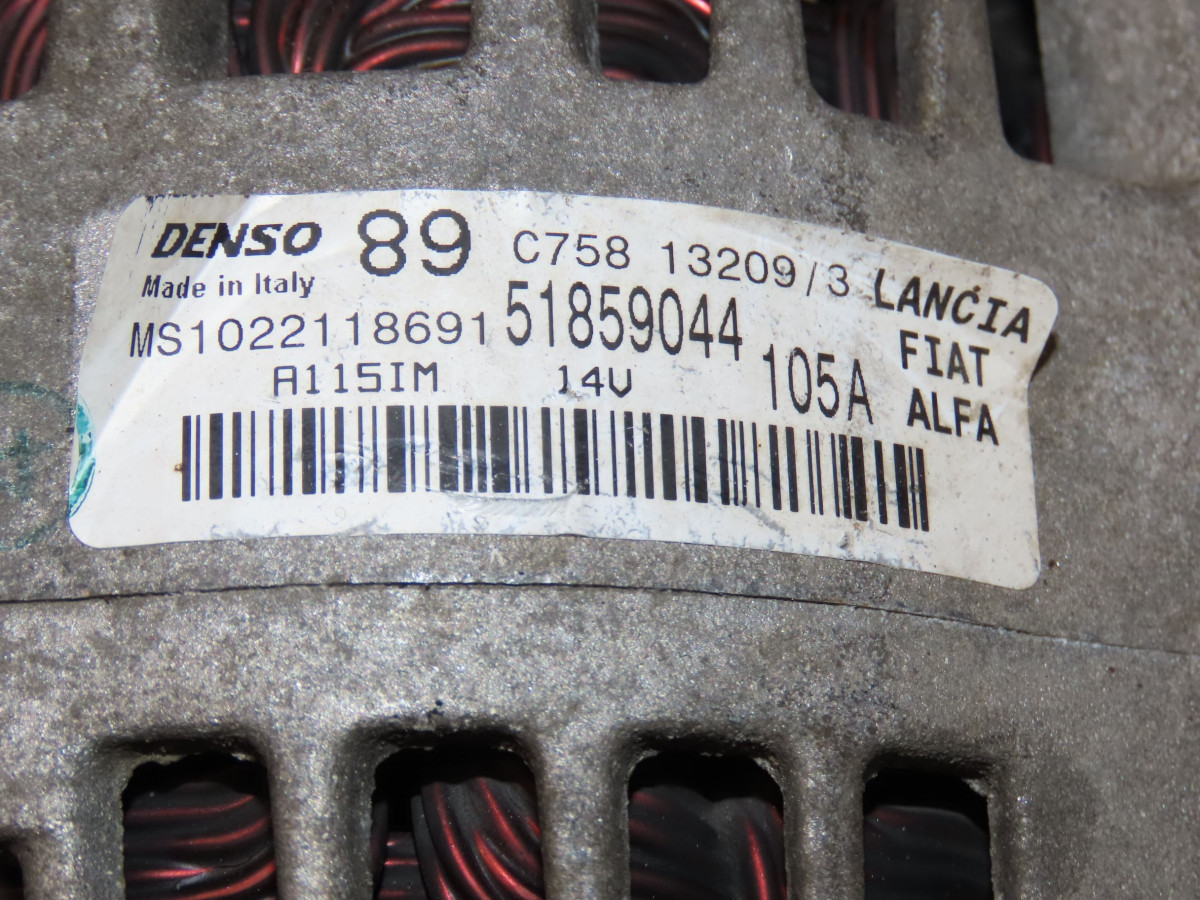 DENSO 89 C758 13209/3 LANCIA
Made in Italy
MS1022118691 51859044 105A FIAT
A115IM 14V ALFA